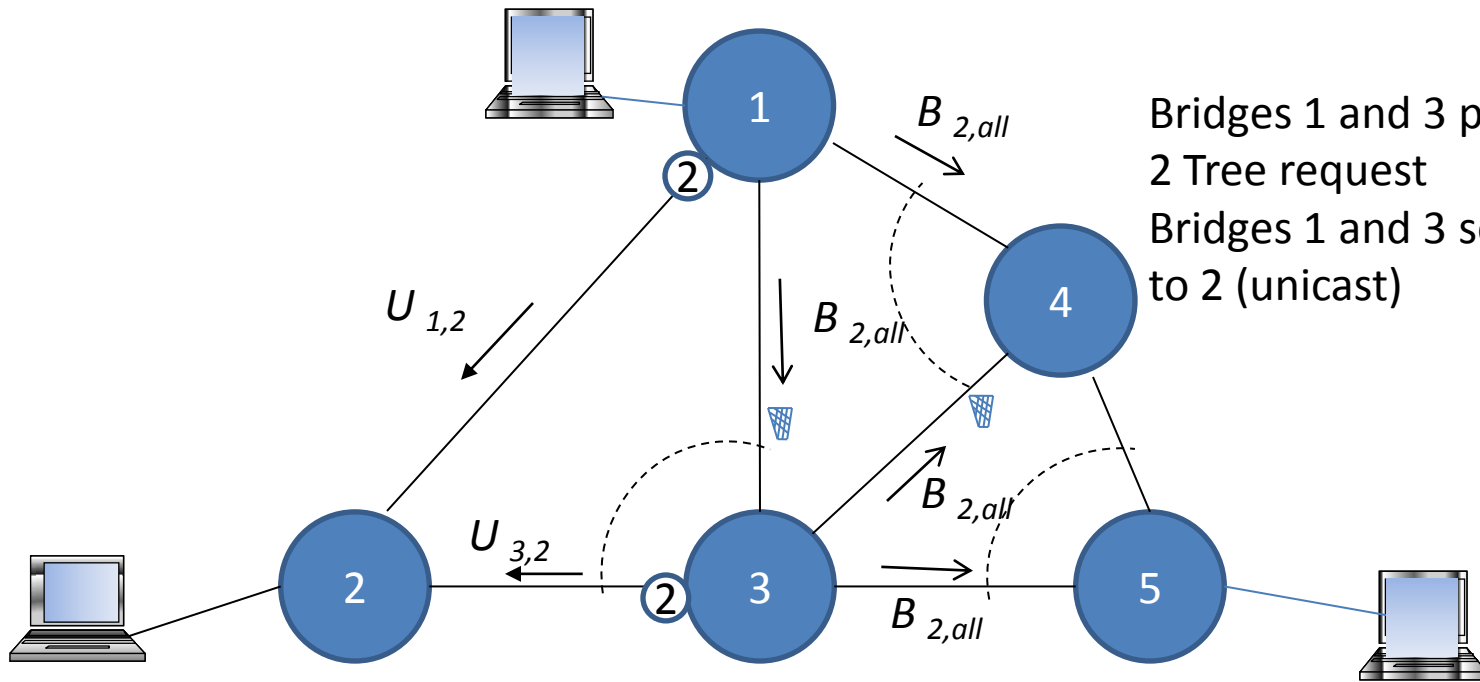 1
B 2,all
Bridges 1 and 3 p
2 Tree request
Bridges 1 and 3 s
to 2 (unicast)
2
4
U 1,2
B 2,all
B 2,all
U 3,2
2
2
3
5
B 2,all